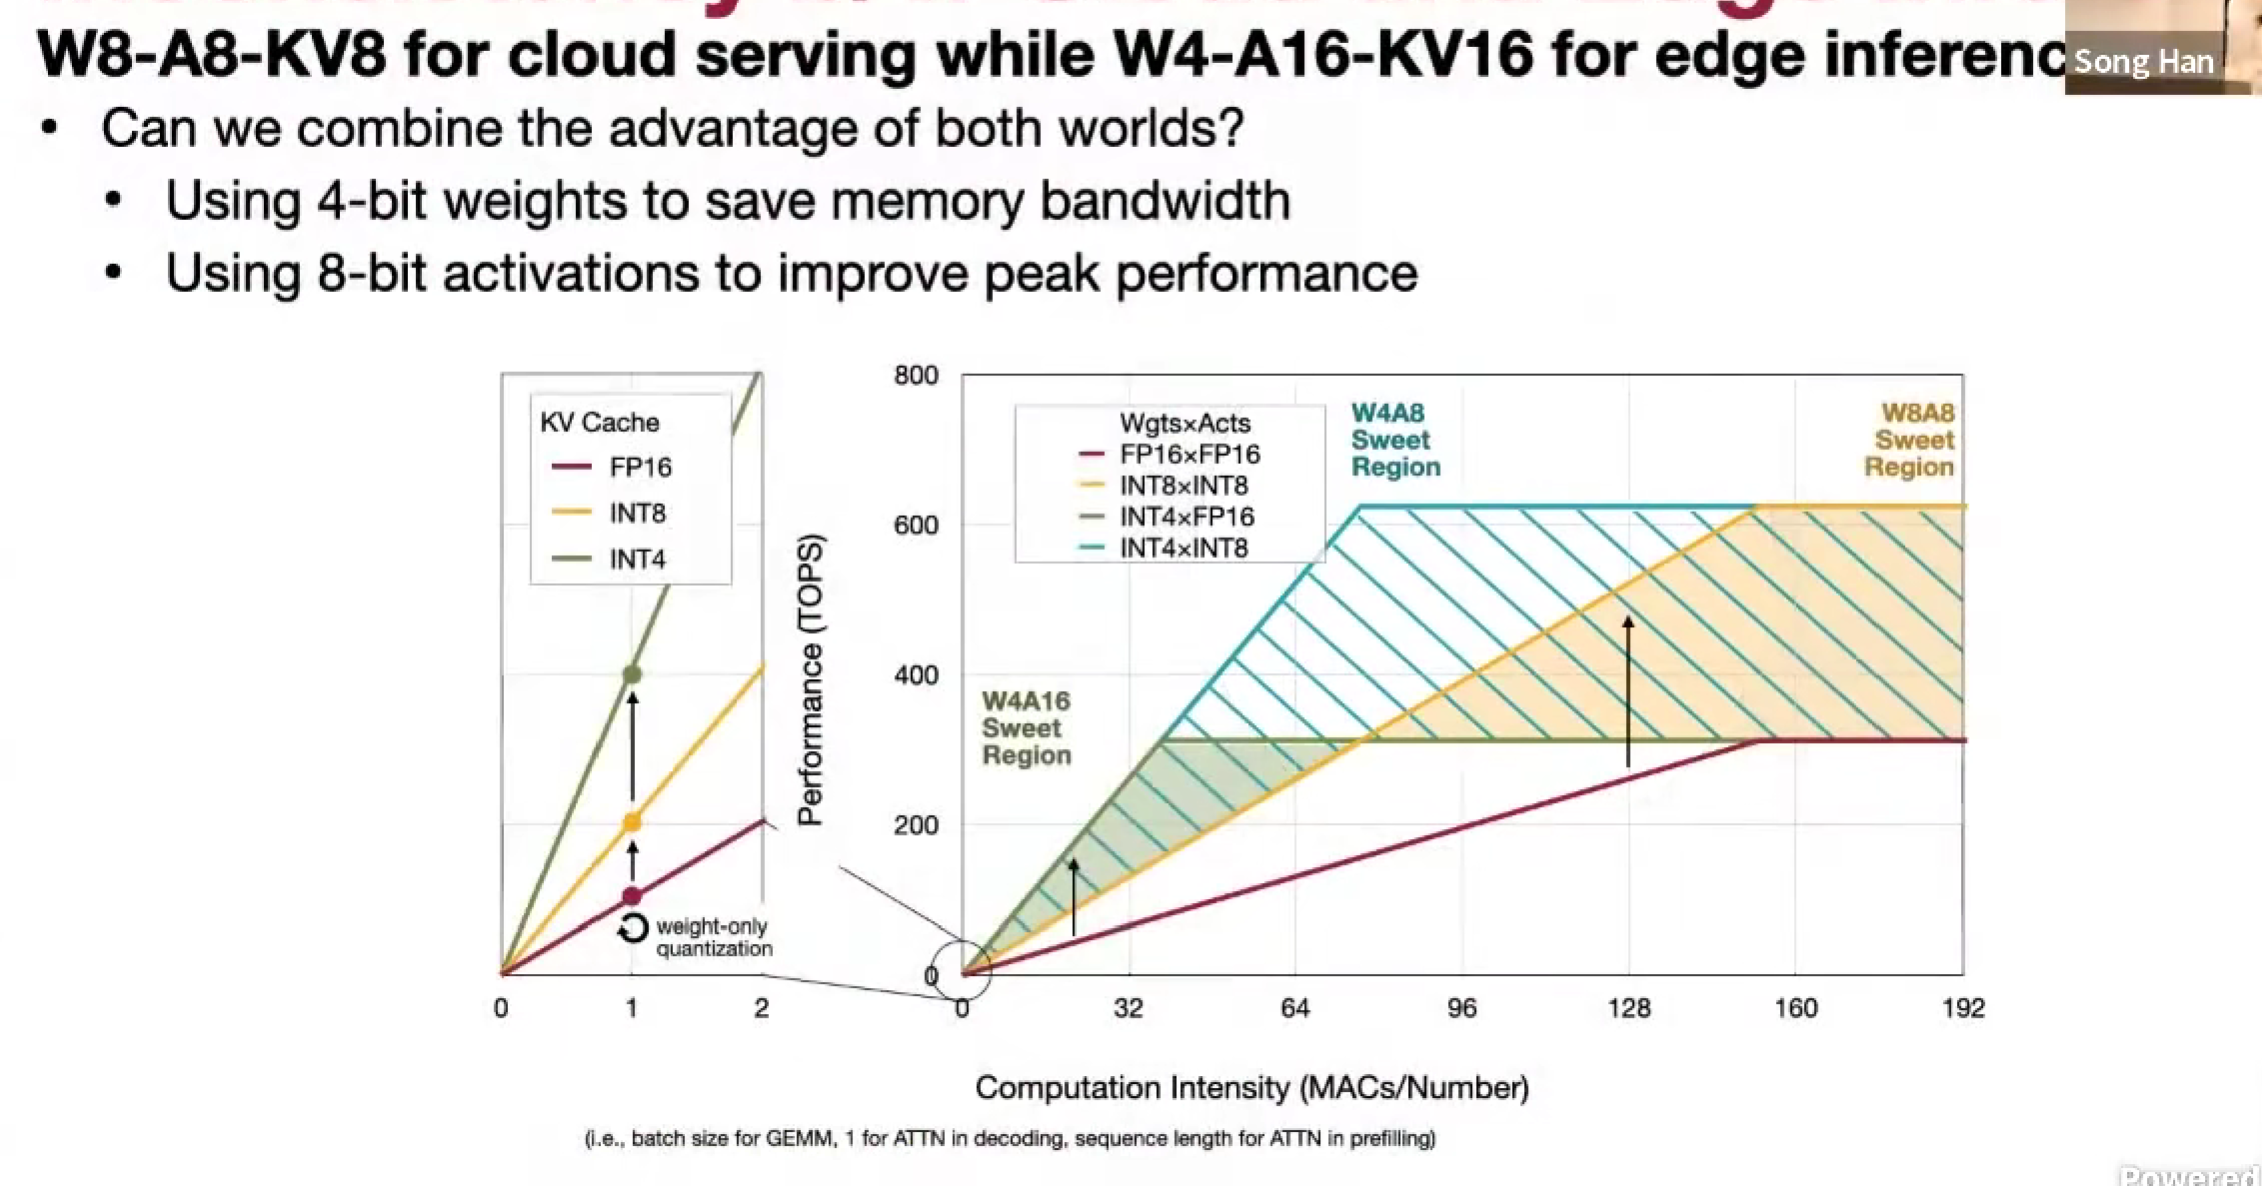 W8-A8-KV8 for cloud serving while W4-A16-KV16 for edge inferenc
Song Han
• Can we combine the advantage of both worlds?
• Using 4-bit weights to save memory bandwidth
• Using 8-bit activations to improve peak performance
KV Cache
FP16
INT8
INT4
weight-only
quantization
0
1
2
Performance (TOPS)
800
600
400
200
0
Wgts×Acts
FP16×FP16
INT8×INT8
INT4×FP16
INT4×INT8
W4A8
Sweet
Region
W8A8
Sweet
Region
W4A16
Sweet
Region
0
32
64
96
128
160
192
Computation Intensity (MACs/Number)
(i.e., batch size for GEMM, 1 for ATTN in decoding, sequence length for ATTN in prefilling)
Powered